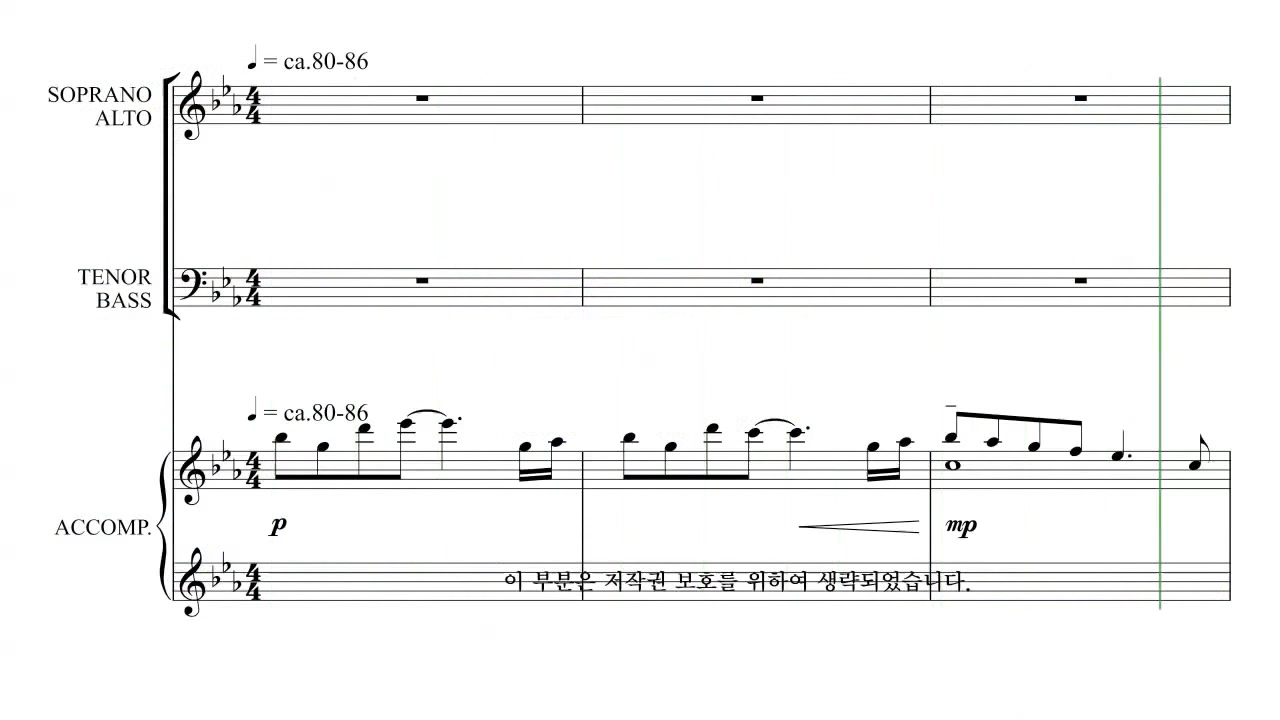 ♩ = ca.80-86
SOPRANO
ALTO
TENOR
BASS
♩ = ca.80-86
p
mp
ACCOMP.
이 부분은 저작권 보호를 위하여 생략되었습니다.